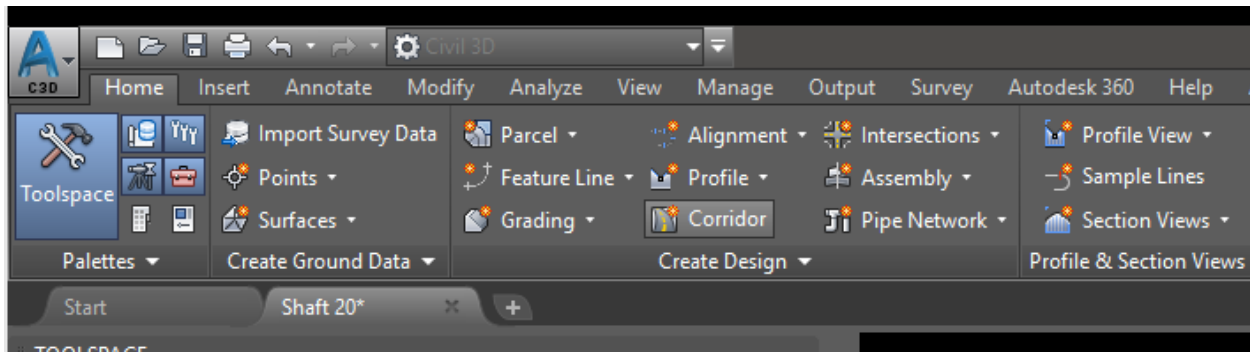 Civil 3D
C3D Home Insert Annotate Modify Analyze View Manage Output Survey Autodesk 360 Help
Import Survey Data Parcel Alignment Intersections Profile View
Toolspace Points Feature Line Profile Assembly Sample Lines
Surfaces Grading Corridor Pipe Network Section Views
Palettes Create Ground Data Create Design Profile & Section Views
Start Shaft 20*
TOOLSPACE